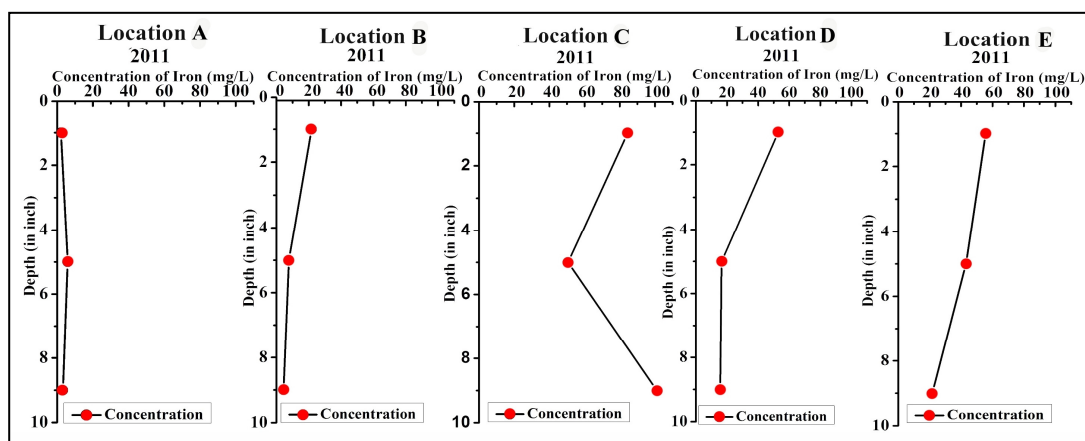 Location A
2011
Concentration of Iron (mg/L)
0 20 40 60 80 100
0
2
4
6
8
10
Depth (in inch)
Concentration
Location B
2011
Concentration of Iron (mg/L)
0 20 40 60 80 100
0
2
4
6
8
10
Depth (in inch)
Concentration
Location C
2011
Concentration of Iron (mg/L)
0 20 40 60 80 100
0
2
4
6
8
10
Depth (in inch)
Concentration
Location D
2011
Concentration of Iron (mg/L)
0 20 40 60 80 100
0
2
4
6
8
10
Depth (in inch)
Concentration
Location E
2011
Concentration of Iron (mg/L)
0 20 40 60 80 100
0
2
4
6
8
10
Depth (in inch)
Concentration